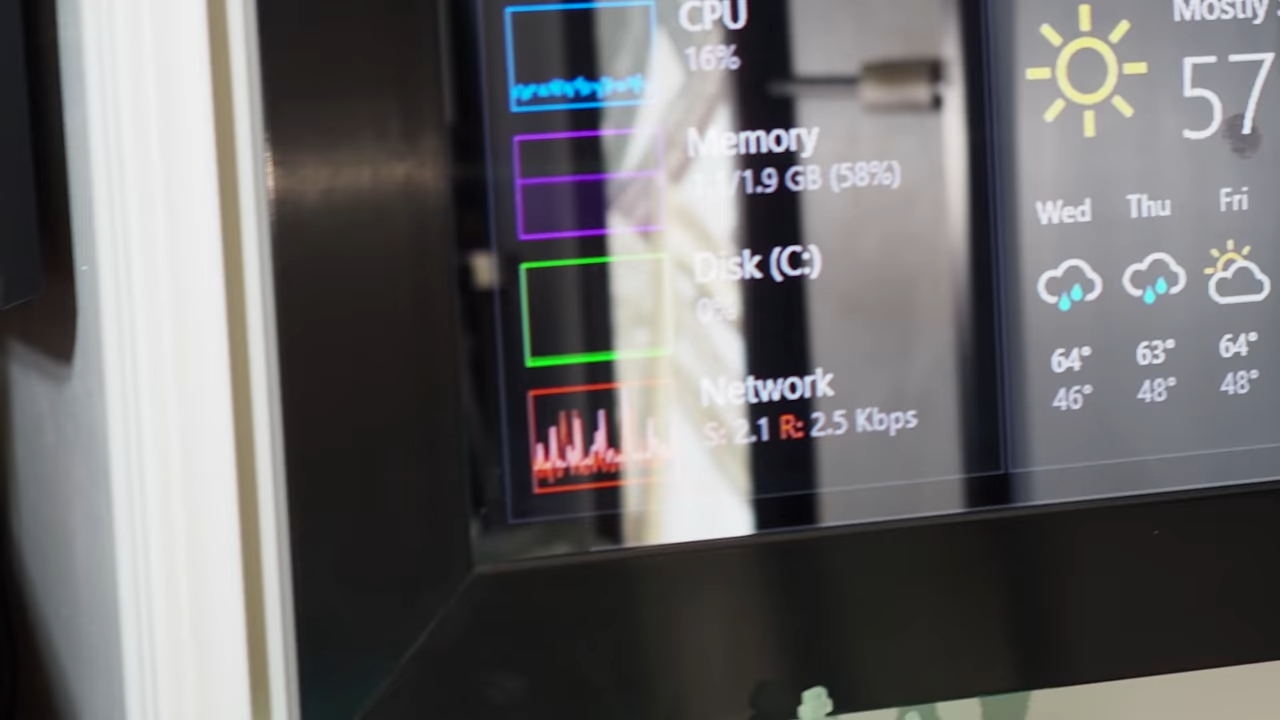 CPU
16%
Memory
/1.9 GB (58%)
Disk (C:)
0%
Network
S: 2.1 R: 2.5 Kbps
Mostly
57
Wed Thu Fri
64° 63° 64°
46° 48° 48°